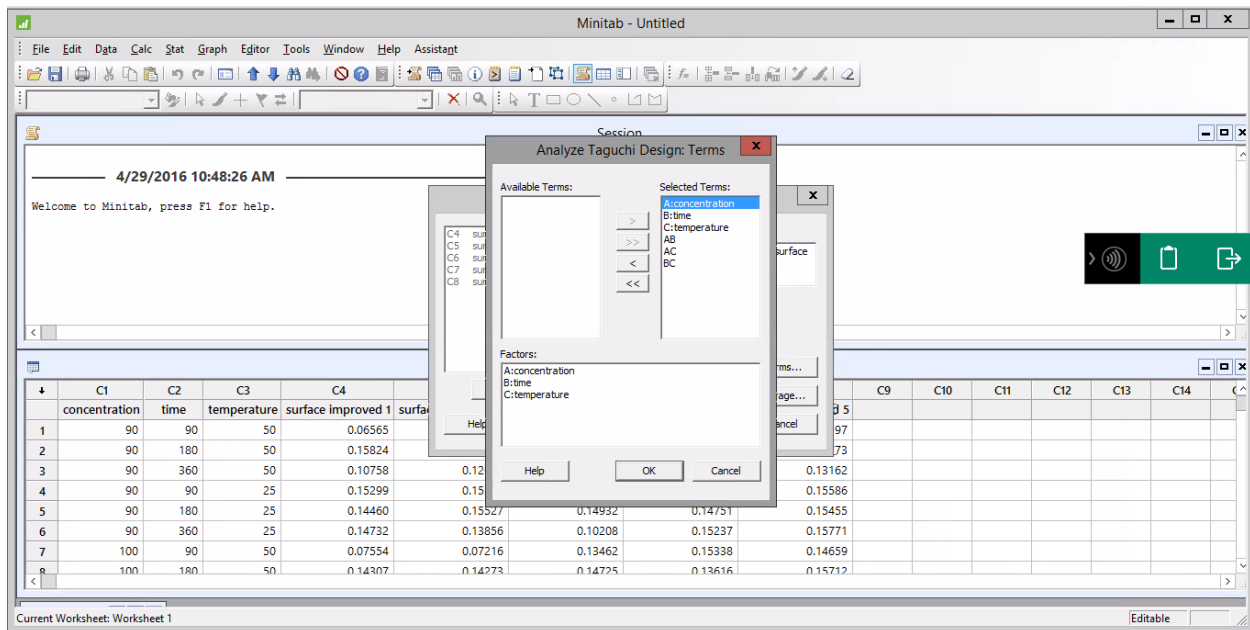 Minitab - Untitled
File Edit Data Calc Stat Graph Editor Tools Window Help Assistant
Session
4/29/2016 10:48:26 AM
Welcome to Minitab, press F1 for help.
Analyze Taguchi Design: Terms
Available Terms:
Selected Terms:
A:concentration
B:time
C:temperature
AB
AC
BC
>
>>
<
<<
Factors:
A:concentration
B:time
C:temperature
Help OK Cancel
C4 sur
C5 sur
C6 sur
C7 sur
C8 sur
surface
C1 C2 C3 C4 C9 C10 C11 C12 C13 C14
concentration time temperature surface improved 1 surfa d 5
1 90 90 50 0.06565 97
2 90 180 50 0.15824 73
3 90 360 50 0.10758 0.12 0.13162
4 90 90 25 0.15299 0.15 0.15586
5 90 180 25 0.14460 0.15527 0.14932 0.14751 0.15455
6 90 360 25 0.14732 0.13856 0.10208 0.15237 0.15771
7 100 90 50 0.07554 0.07216 0.13462 0.15338 0.14659
8 100 180 50 0.14307 0.14273 0.14725 0.13616 0.15712
Current Worksheet: Worksheet 1
Editable